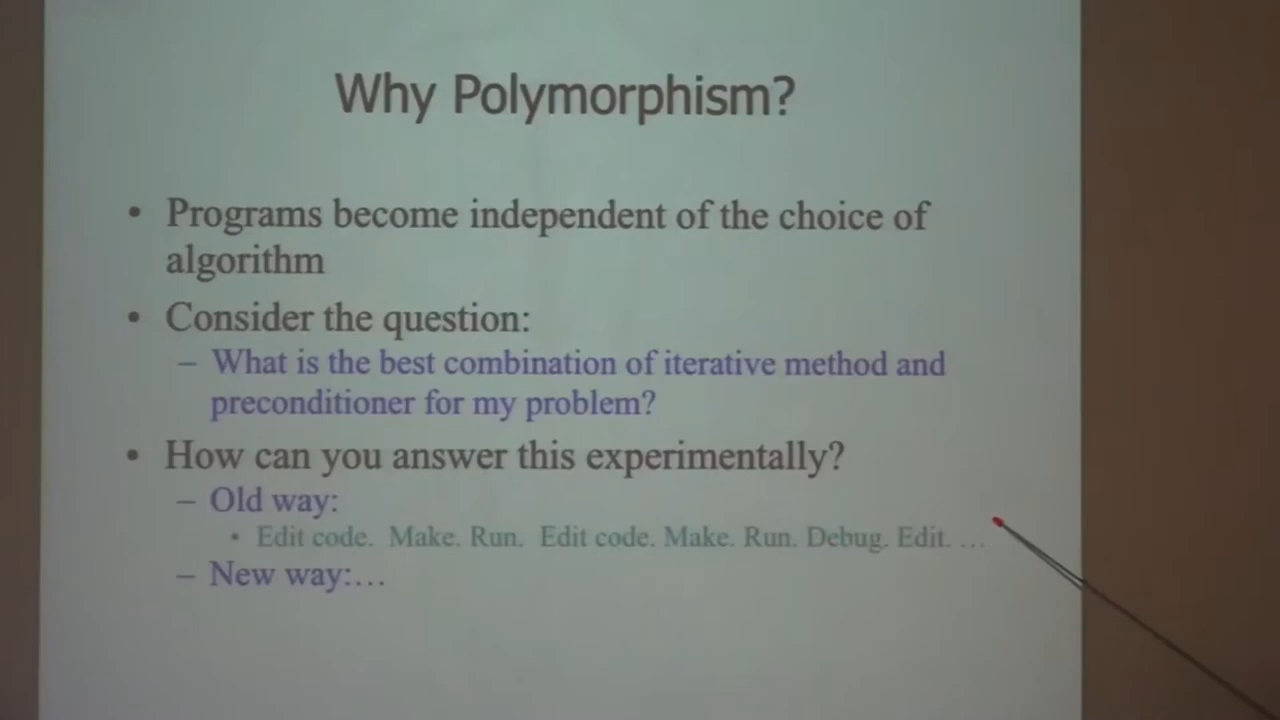 Why Polymorphism?
• Programs become independent of the choice of
algorithm
• Consider the question:
– What is the best combination of iterative method and
preconditioner for my problem?
• How can you answer this experimentally?
– Old way:
• Edit code.  Make. Run.  Edit code. Make. Run. Debug. Edit. …
– New way:…